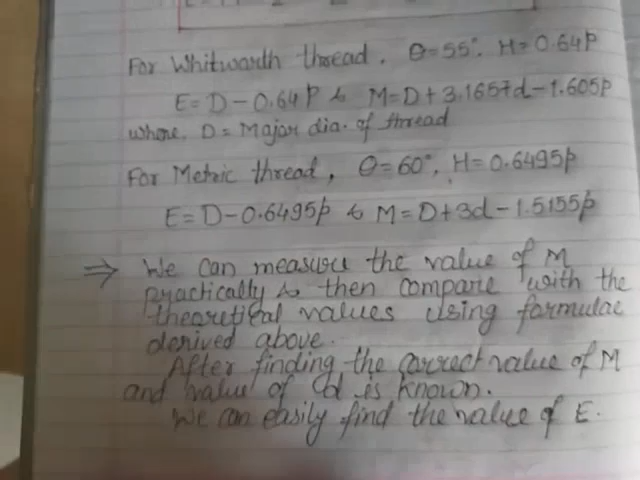 For Whitworth thread. θ=55°. H=0.64p
E=D-0.64p & M=D+3.1657d-1.605p
where, D= Major dia. of thread
For Metric thread, θ=60°, H=0.6495p
E=D-0.6495p & M=D+3d-1.5155p
⇒ We can measure the value of M
practically & then compare with the
theoretical values using formulae
derived above.
After finding the correct value of M
and value of d is known.
We can easily find the value of E.